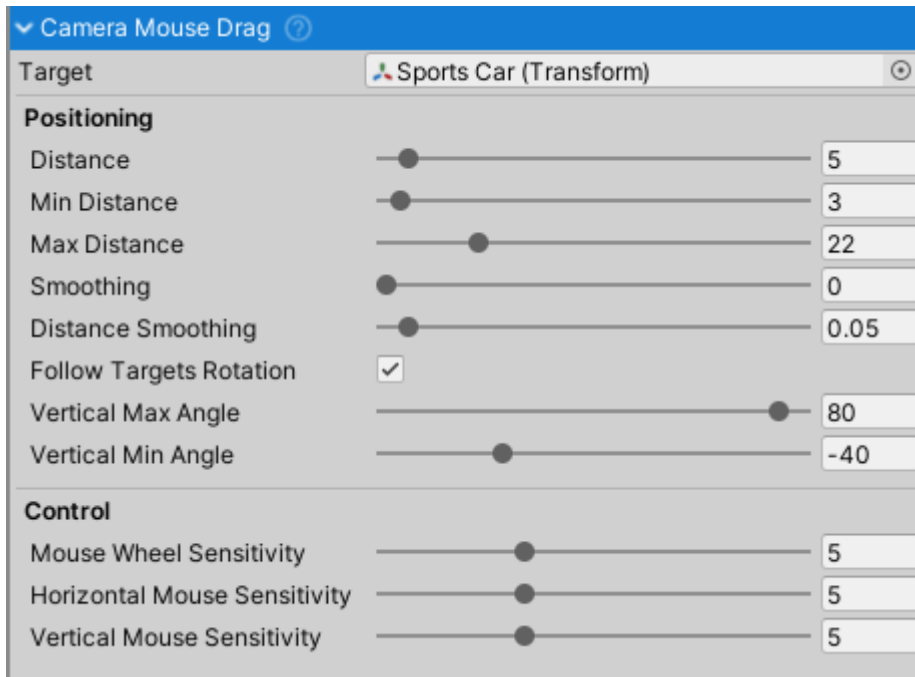 Camera Mouse Drag ?
Target Sports Car (Transform)
Positioning
Distance 5
Min Distance 3
Max Distance 22
Smoothing 0
Distance Smoothing 0.05
Follow Targets Rotation
Vertical Max Angle 80
Vertical Min Angle -40
Control
Mouse Wheel Sensitivity 5
Horizontal Mouse Sensitivity 5
Vertical Mouse Sensitivity 5